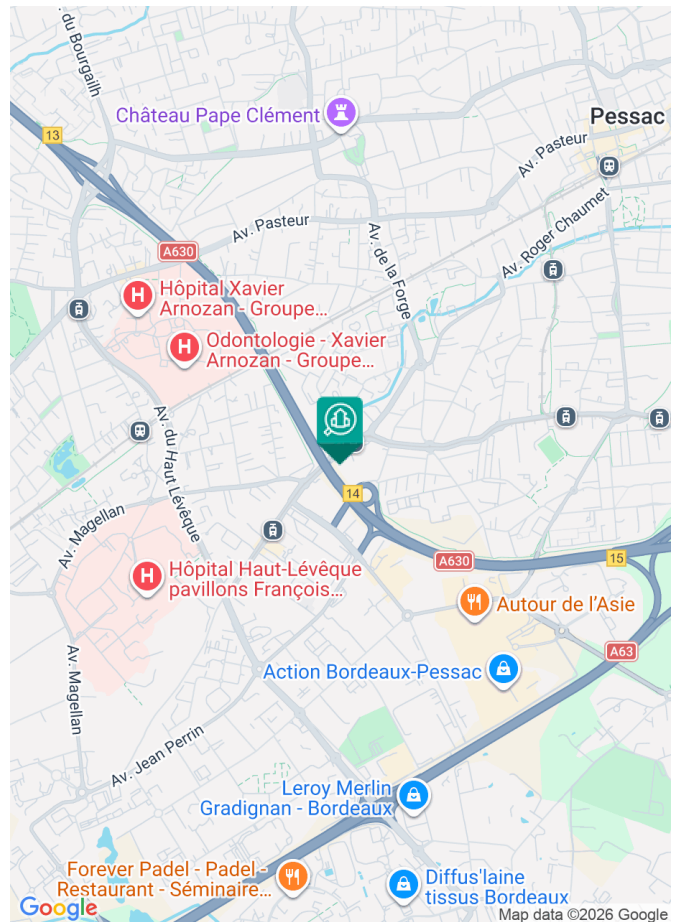 du Bourgailh
Château Pape Clément
Pessac
13
Av. Pasteur
Av. Pasteur
Av. de la Forge
Av. Roger Chaumet
A630
Hôpital Xavier
Arnozan - Groupe...
Odontologie - Xavier
Arnozan - Groupe...
Av. du Haut Lévêque
14
Av. Magellan
A630
15
Hôpital Haut-Lévêque
pavillons François...
Autour de l'Asie
A63
Action Bordeaux-Pessac
Av. Magellan
Av. Jean Perrin
Leroy Merlin
Gradignan - Bordeaux
Forever Padel - Padel -
Restaurant - Séminaire...
Diffus'laine
tissus Bordeaux
Google
Map data ©2026 Google